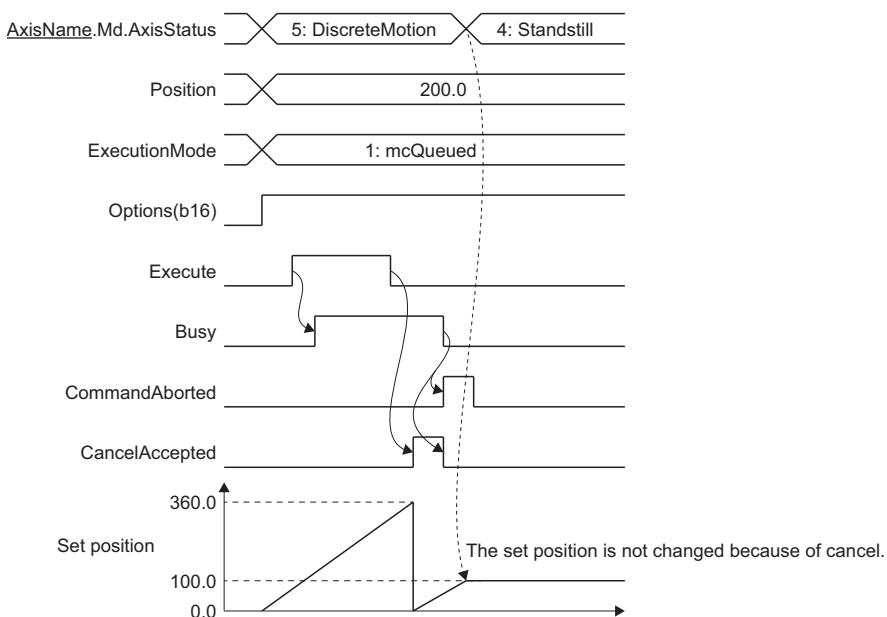 AxisName.Md.AxisStatus 5: DiscreteMotion 4: Standstill
Position 200.0
ExecutionMode 1: mcQueued
Options(b16)
Execute
Busy
CommandAborted
CancelAccepted
360.0
Set position
The set position is not changed because of cancel.
100.0
0.0